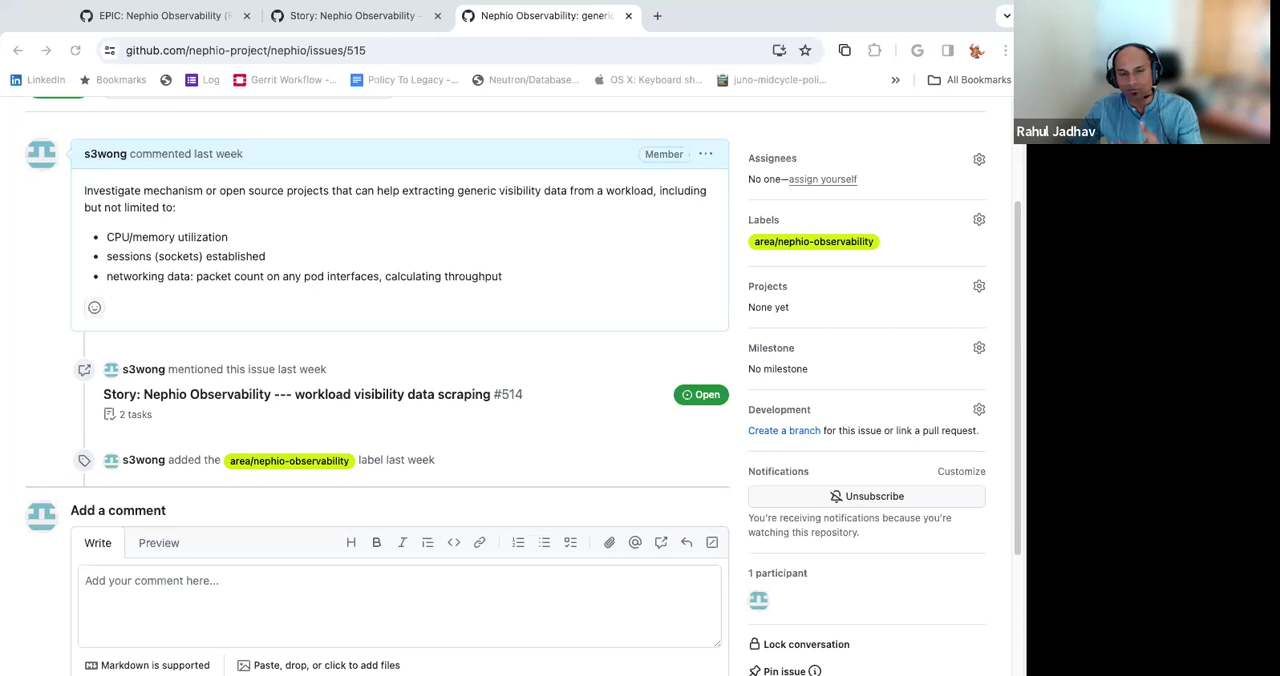 EPIC: Nephio Observability (F
Story: Nephio Observability -
Nephio Observability: generic
github.com/nephio-project/nephio/issues/515
LinkedIn
Bookmarks
Log
Gerrit Workflow -...
Policy To Legacy -...
Neutron/Database...
OS X: Keyboard sh...
juno-midcycle-poli...
»
All Bookmarks
Rahul Jadhav
s3wong commented last week
Member
Investigate mechanism or open source projects that can help extracting generic visibility data from a workload, including
but not limited to:
• CPU/memory utilization
• sessions (sockets) established
• networking data: packet count on any pod interfaces, calculating throughput
s3wong mentioned this issue last week
Story: Nephio Observability --- workload visibility data scraping #514
Open
2 tasks
s3wong added the area/nephio-observability label last week
Add a comment
Write
Preview
Add your comment here...
Markdown is supported
Paste, drop, or click to add files
Assignees
No one—assign yourself
Labels
area/nephio-observability
Projects
None yet
Milestone
No milestone
Development
Create a branch for this issue or link a pull request.
Notifications
Customize
Unsubscribe
You're receiving notifications because you're
watching this repository.
1 participant
Lock conversation
Pin issue